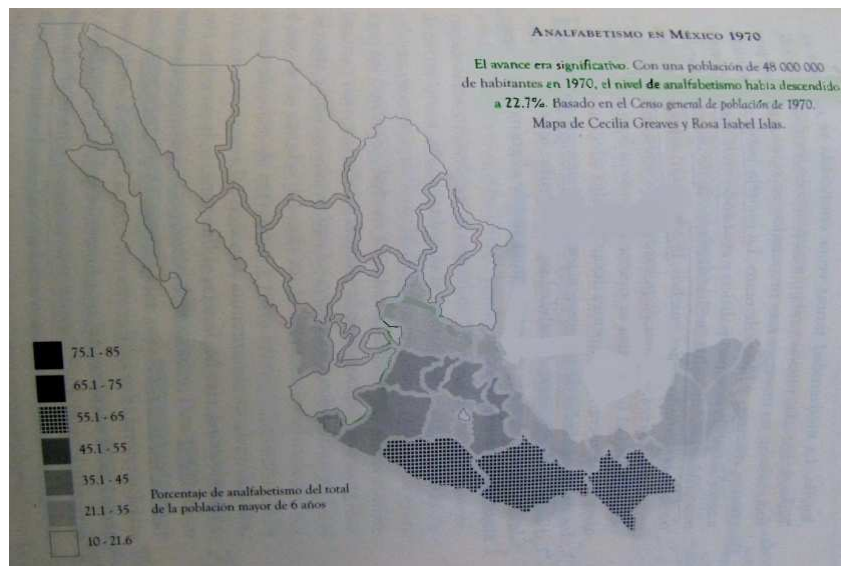 ANALFABETISMO EN MÉXICO 1970
El avance era significativo. Con una población de 48 000 000
de habitantes en 1970, el nivel de analfabetismo había descendido
a 22.7%. Basado en el Censo general de población de 1970.
Mapa de Cecilia Greaves y Rosa Isabel Islas.
75.1 - 85
65.1 - 75
55.1 - 65
45.1 - 55
35.1 - 45
21.1 - 35
10 - 21.6
Porcentaje de analfabetismo del total
de la población mayor de 6 años